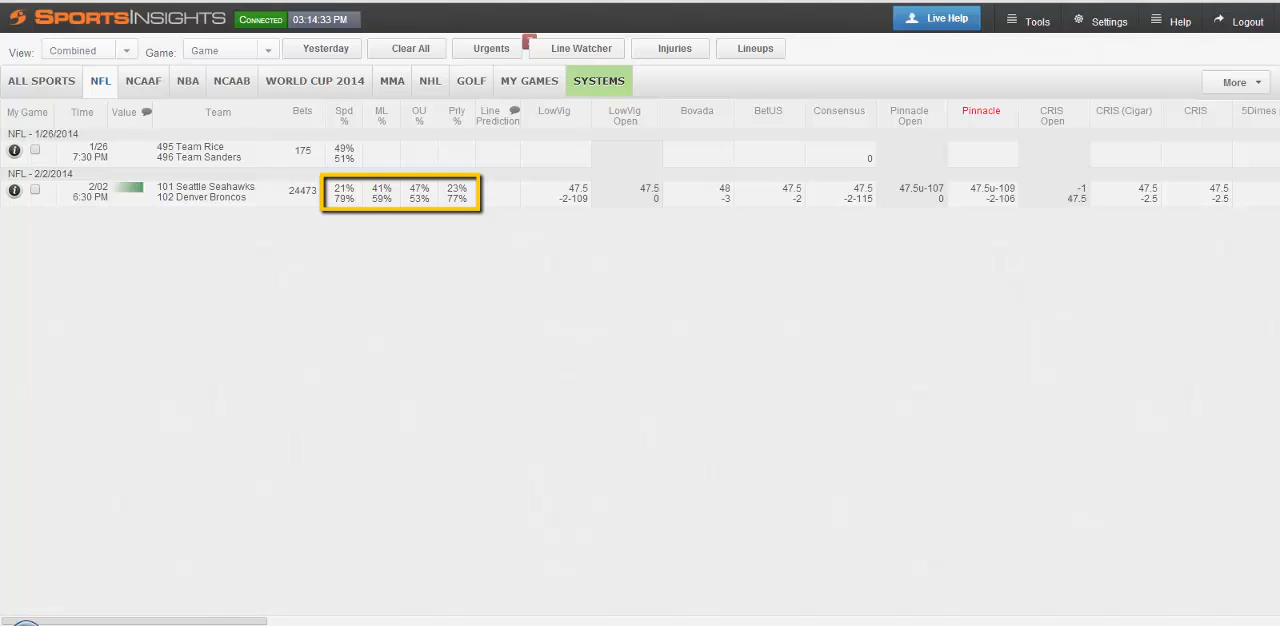 SPORTSINSIGHTS CONNECTED 03:14:33 PM Live Help Tools Settings Help Logout
View: Combined Game: Game Yesterday Clear All Urgents Line Watcher Injuries Lineups
ALL SPORTS NFL NCAAF NBA NCAAB WORLD CUP 2014 MMA NHL GOLF MY GAMES SYSTEMS More
My Game Time Value Team Bets Spd % ML % OU % Prly % Line Prediction LowVig LowVig Open Bovada BetUS Consensus Pinnacle Open Pinnacle CRIS Open CRIS (Cigar) CRIS 5Dimes
NFL - 1/26/2014
1/26 495 Team Rice 175 49%
7:30 PM 496 Team Sanders 51% 0
NFL - 2/2/2014
2/02 101 Seattle Seahawks 24473 21% 41% 47% 23% 47.5 47.5 48 47.5 47.5 47.5u-107 47.5u-109 -1 47.5 47.5
6:30 PM 102 Denver Broncos 79% 59% 53% 77% -2-109 0 -3 -2 -2-115 0 -2-106 47.5 -2.5 -2.5